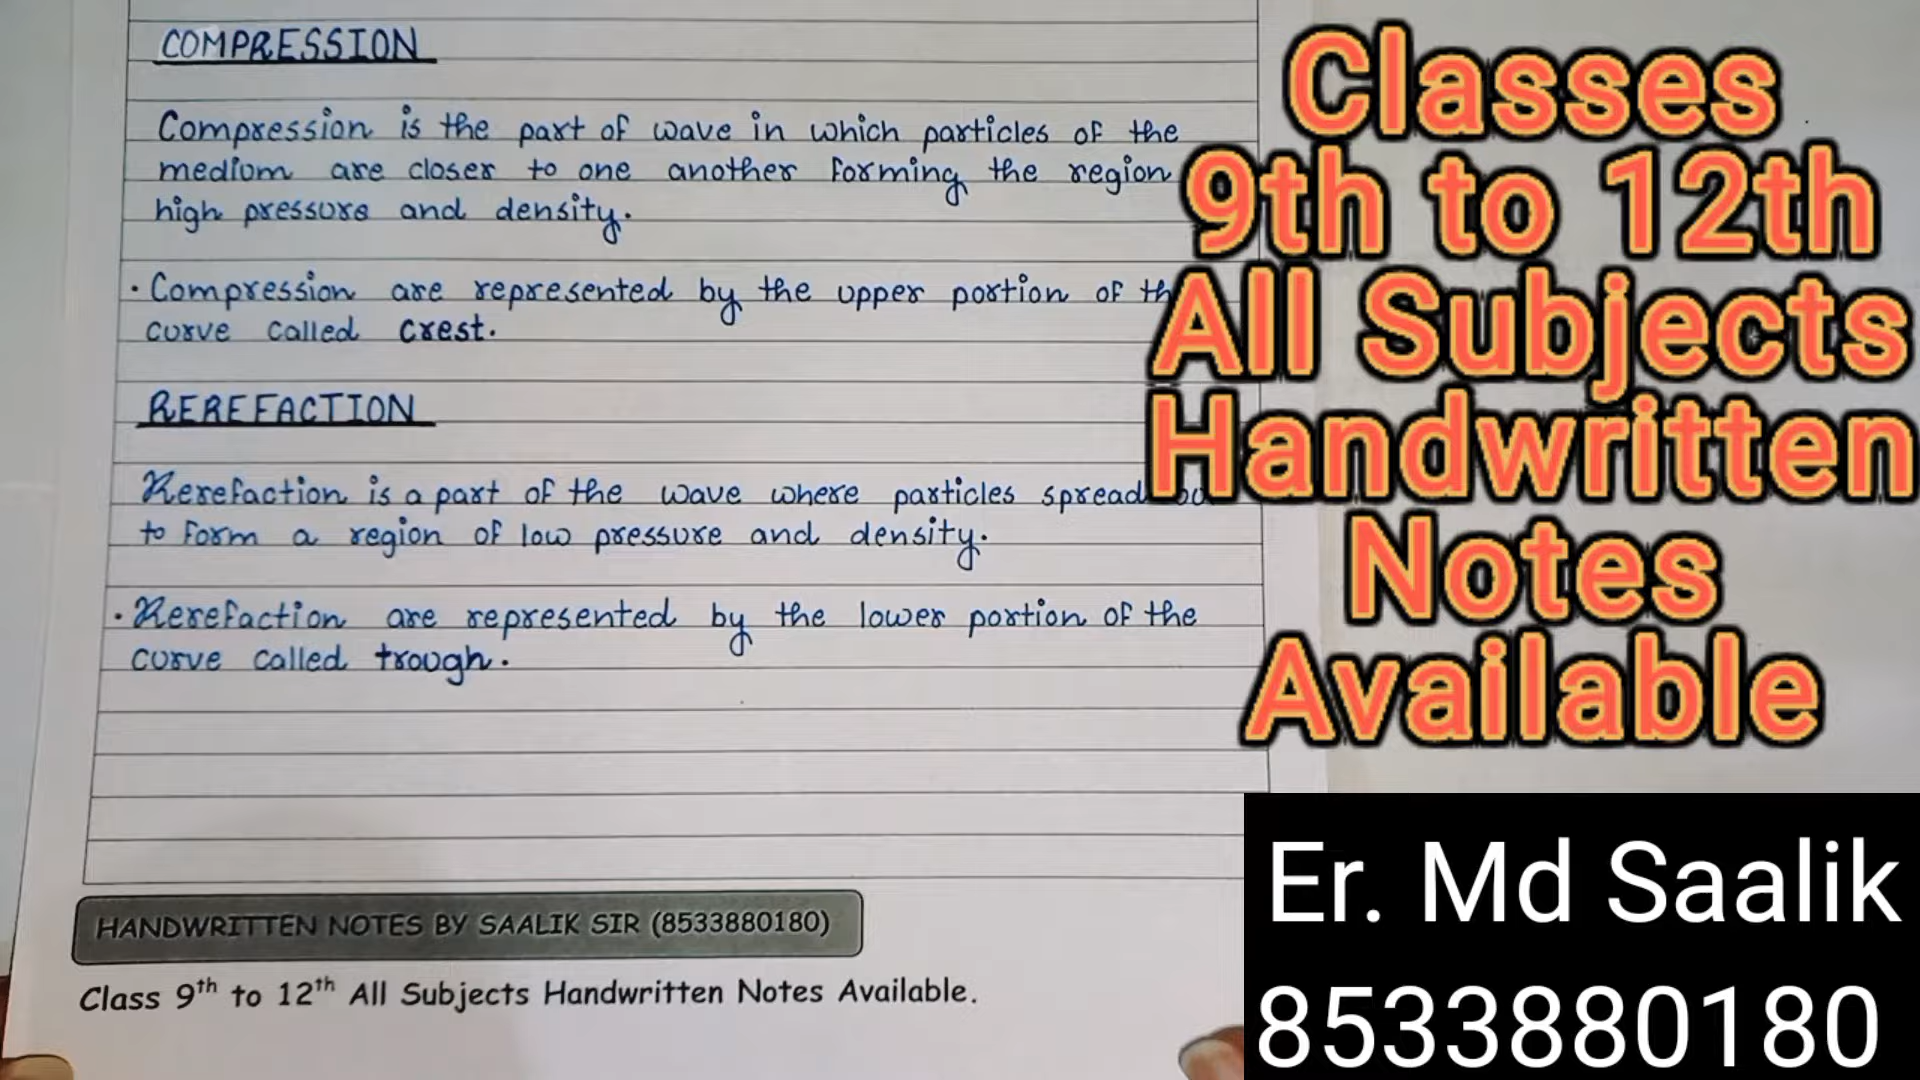 COMPRESSION
Compression is the part of wave in which particles of the
medium are closer to one another forming the region
high pressure and density.
· Compression are represented by the upper portion of th
curve called crest.
REREFACTION
Rerefaction is a part of the wave where particles spread
to form a region of low pressure and density.
· Rerefaction are represented by the lower portion of the
curve called trough.
HANDWRITTEN NOTES BY SAALIK SIR (8533880180)
Class 9th to 12th All Subjects Handwritten Notes Available.
Classes
9th to 12th
All Subjects
Handwritten
Notes
Available
Er. Md Saalik
8533880180